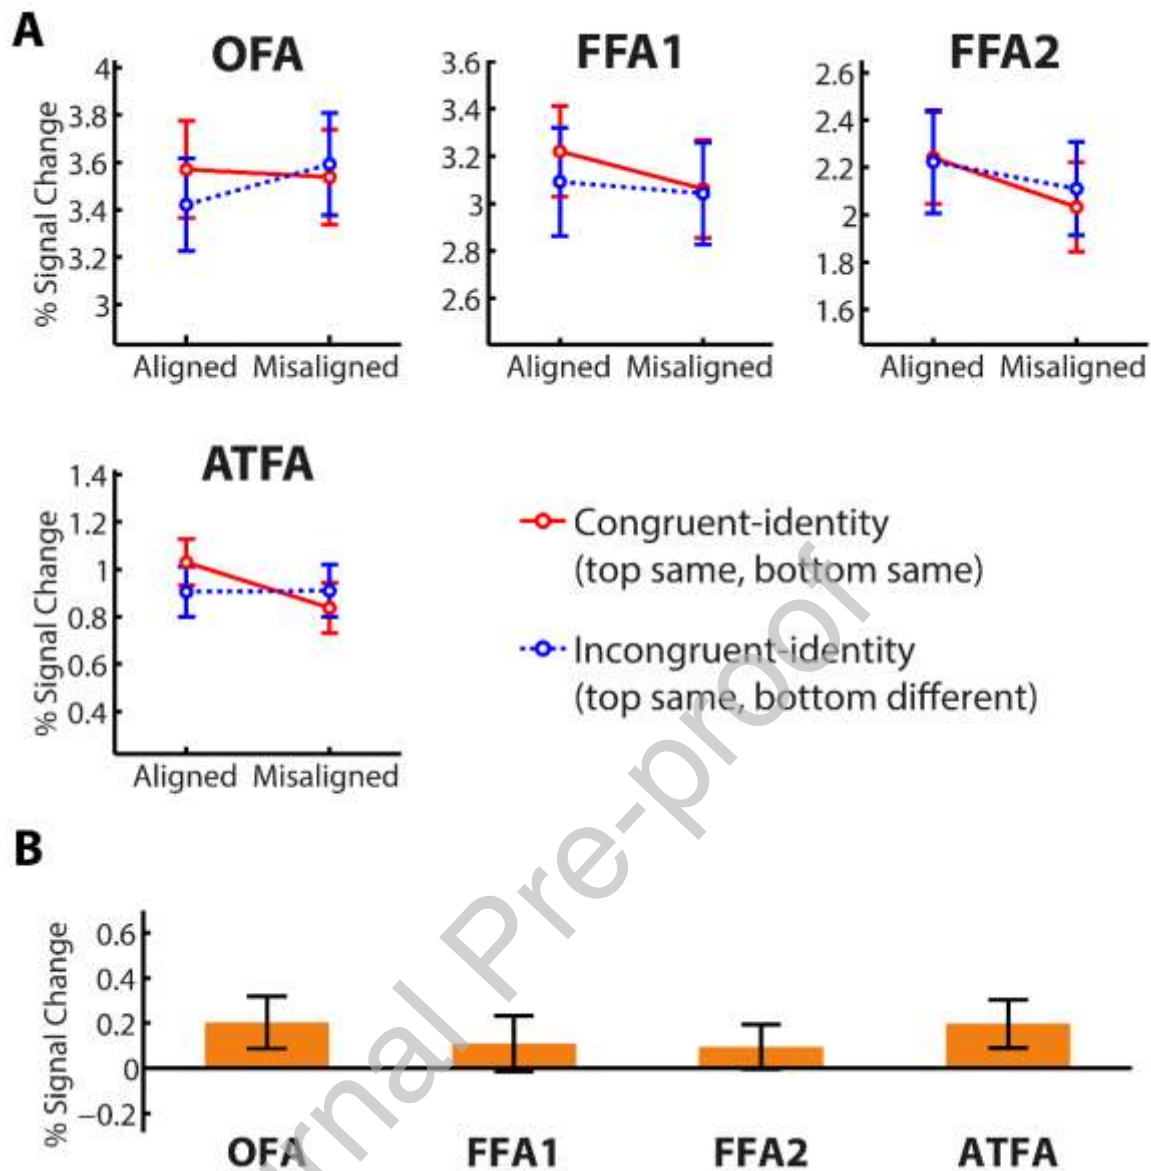 A
OFA
FFA1
FFA2
% Signal Change
4
3.8
3.6
3.4
3.2
3
3.6
3.4
3.2
3
2.8
2.6
2.6
2.4
2.2
2
1.8
1.6
Aligned Misaligned
Aligned Misaligned
Aligned Misaligned
ATFA
% Signal Change
1.4
1.2
1
0.8
0.6
0.4
Aligned Misaligned
Congruent-identity
(top same, bottom same)
Incongruent-identity
(top same, bottom different)
B
% Signal Change
0.6
0.4
0.2
0
−0.2
OFA
FFA1
FFA2
ATFA
rnal Pre-proof